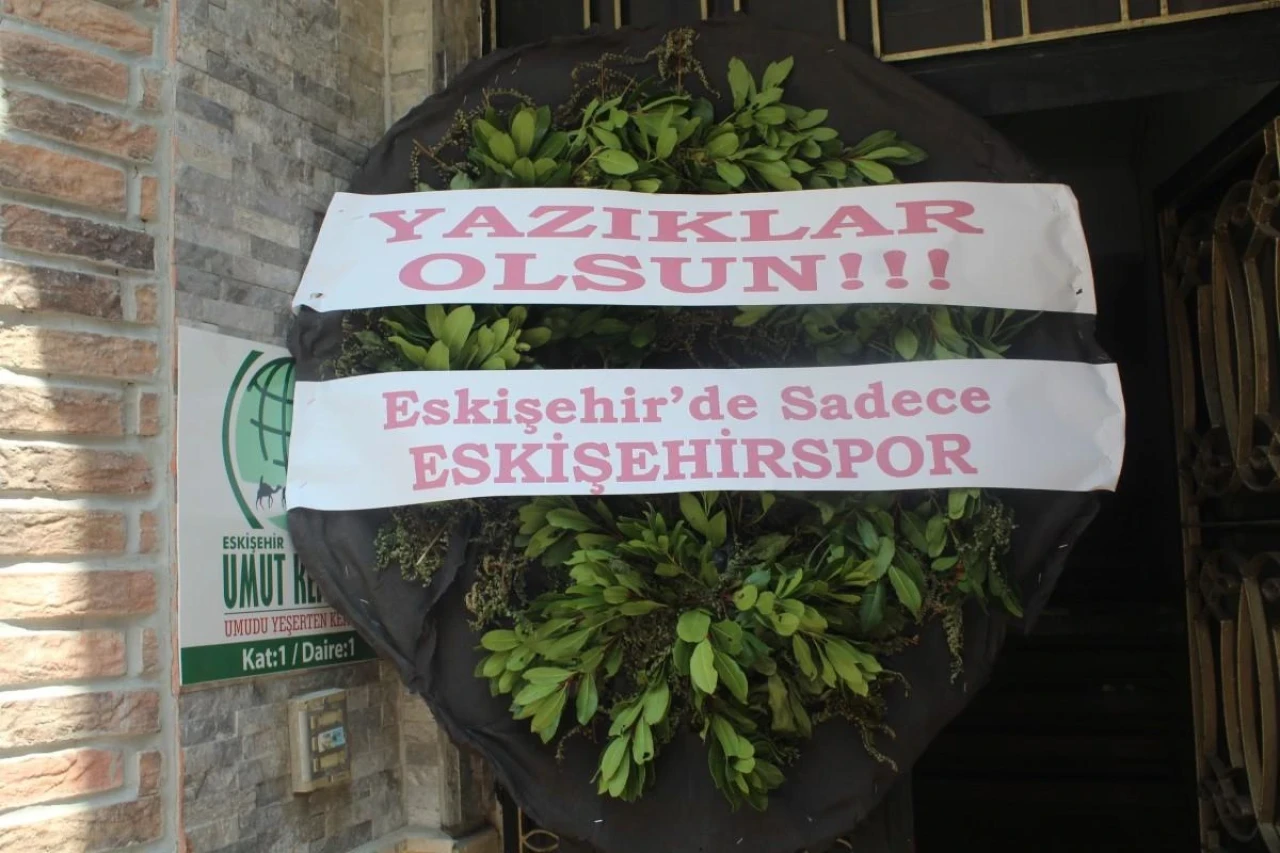 YAZIKLAR
OLSUN!!!
Eskişehir'de Sadece
ESKİŞEHİRSPOR
ESKİŞEHİR
UMUT
UMUDU YEŞERTEN
Kat:1 / Daire:1